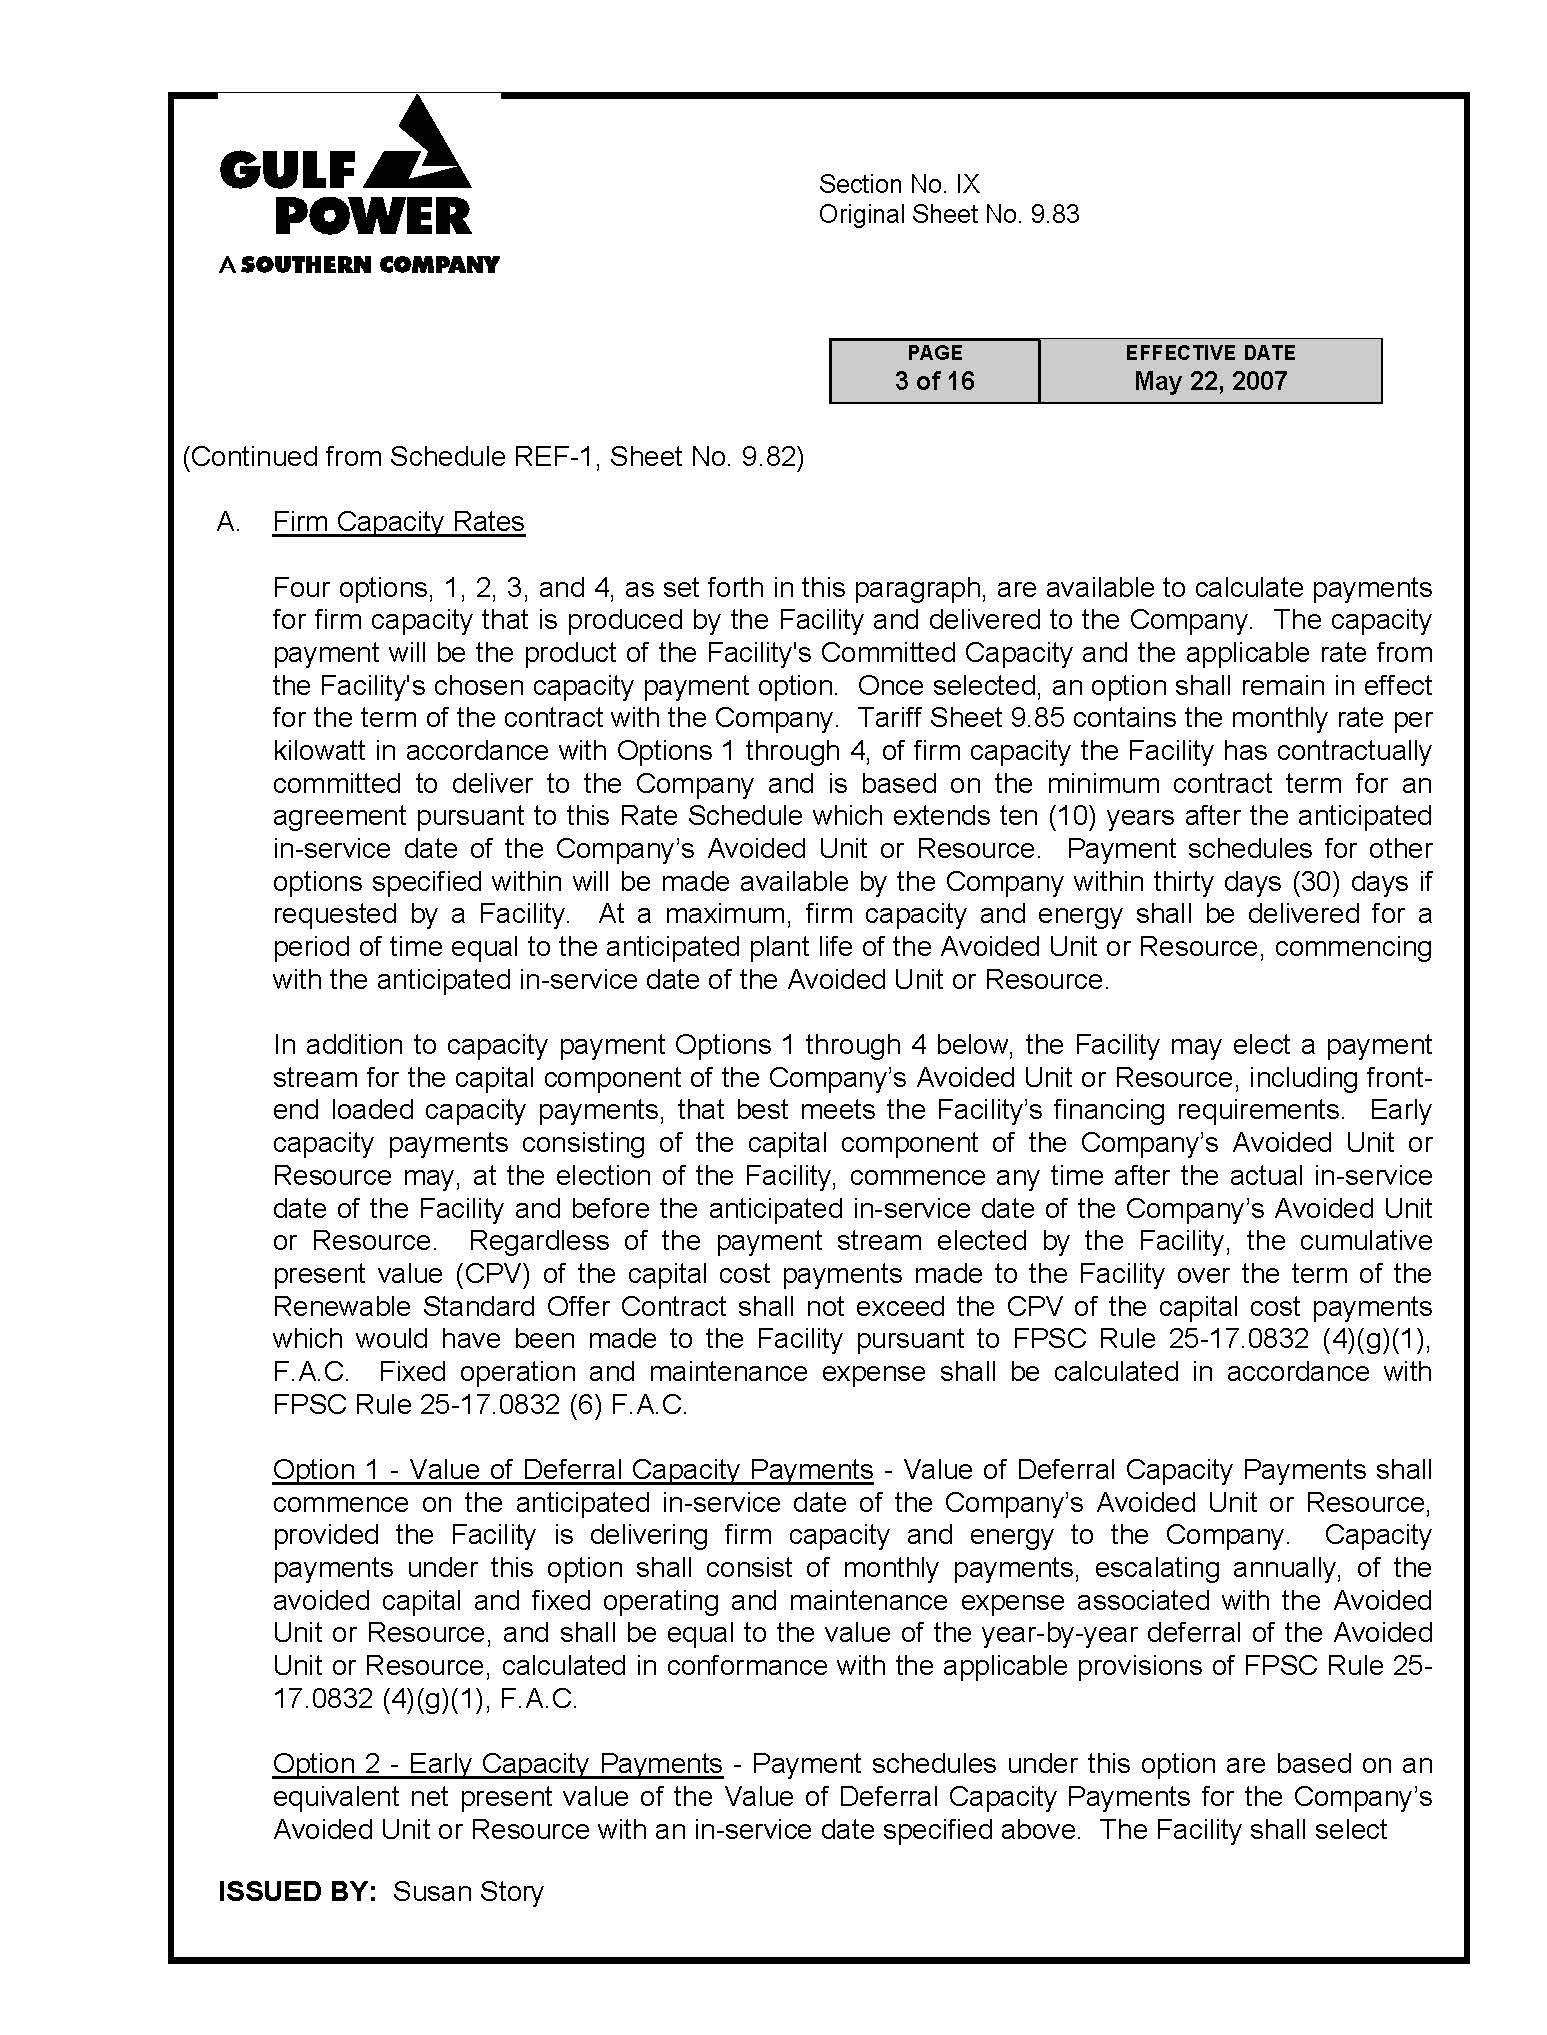 GULF
POWER
A SOUTHERN COMPANY
Section No. IX
Original Sheet No. 9.83
PAGE
3 of 16
EFFECTIVE DATE
May 22, 2007
(Continued from Schedule REF-1, Sheet No. 9.82)
A. Firm Capacity Rates
Four options, 1, 2, 3, and 4, as set forth in this paragraph, are available to calculate payments
for firm capacity that is produced by the Facility and delivered to the Company. The capacity
payment will be the product of the Facility's Committed Capacity and the applicable rate from
the Facility's chosen capacity payment option. Once selected, an option shall remain in effect
for the term of the contract with the Company. Tariff Sheet 9.85 contains the monthly rate per
kilowatt in accordance with Options 1 through 4, of firm capacity the Facility has contractually
committed to deliver to the Company and is based on the minimum contract term for an
agreement pursuant to this Rate Schedule which extends ten (10) years after the anticipated
in-service date of the Company's Avoided Unit or Resource. Payment schedules for other
options specified within will be made available by the Company within thirty days (30) days if
requested by a Facility. At a maximum, firm capacity and energy shall be delivered for a
period of time equal to the anticipated plant life of the Avoided Unit or Resource, commencing
with the anticipated in-service date of the Avoided Unit or Resource.
In addition to capacity payment Options 1 through 4 below, the Facility may elect a payment
stream for the capital component of the Company's Avoided Unit or Resource, including front-
end loaded capacity payments, that best meets the Facility's financing requirements. Early
capacity payments consisting of the capital component of the Company's Avoided Unit or
Resource may, at the election of the Facility, commence any time after the actual in-service
date of the Facility and before the anticipated in-service date of the Company's Avoided Unit
or Resource. Regardless of the payment stream elected by the Facility, the cumulative
present value (CPV) of the capital cost payments made to the Facility over the term of the
Renewable Standard Offer Contract shall not exceed the CPV of the capital cost payments
which would have been made to the Facility pursuant to FPSC Rule 25-17.0832 (4)(g)(1),
F.A.C. Fixed operation and maintenance expense shall be calculated in accordance with
FPSC Rule 25-17.0832 (6) F.A.C.
Option 1 - Value of Deferral Capacity Payments - Value of Deferral Capacity Payments shall
commence on the anticipated in-service date of the Company's Avoided Unit or Resource,
provided the Facility is delivering firm capacity and energy to the Company. Capacity
payments under this option shall consist of monthly payments, escalating annually, of the
avoided capital and fixed operating and maintenance expense associated with the Avoided
Unit or Resource, and shall be equal to the value of the year-by-year deferral of the Avoided
Unit or Resource, calculated in conformance with the applicable provisions of FPSC Rule 25-
17.0832 (4)(g)(1), F.A.C.
Option 2 - Early Capacity Payments - Payment schedules under this option are based on an
equivalent net present value of the Value of Deferral Capacity Payments for the Company's
Avoided Unit or Resource with an in-service date specified above. The Facility shall select
ISSUED BY: Susan Story